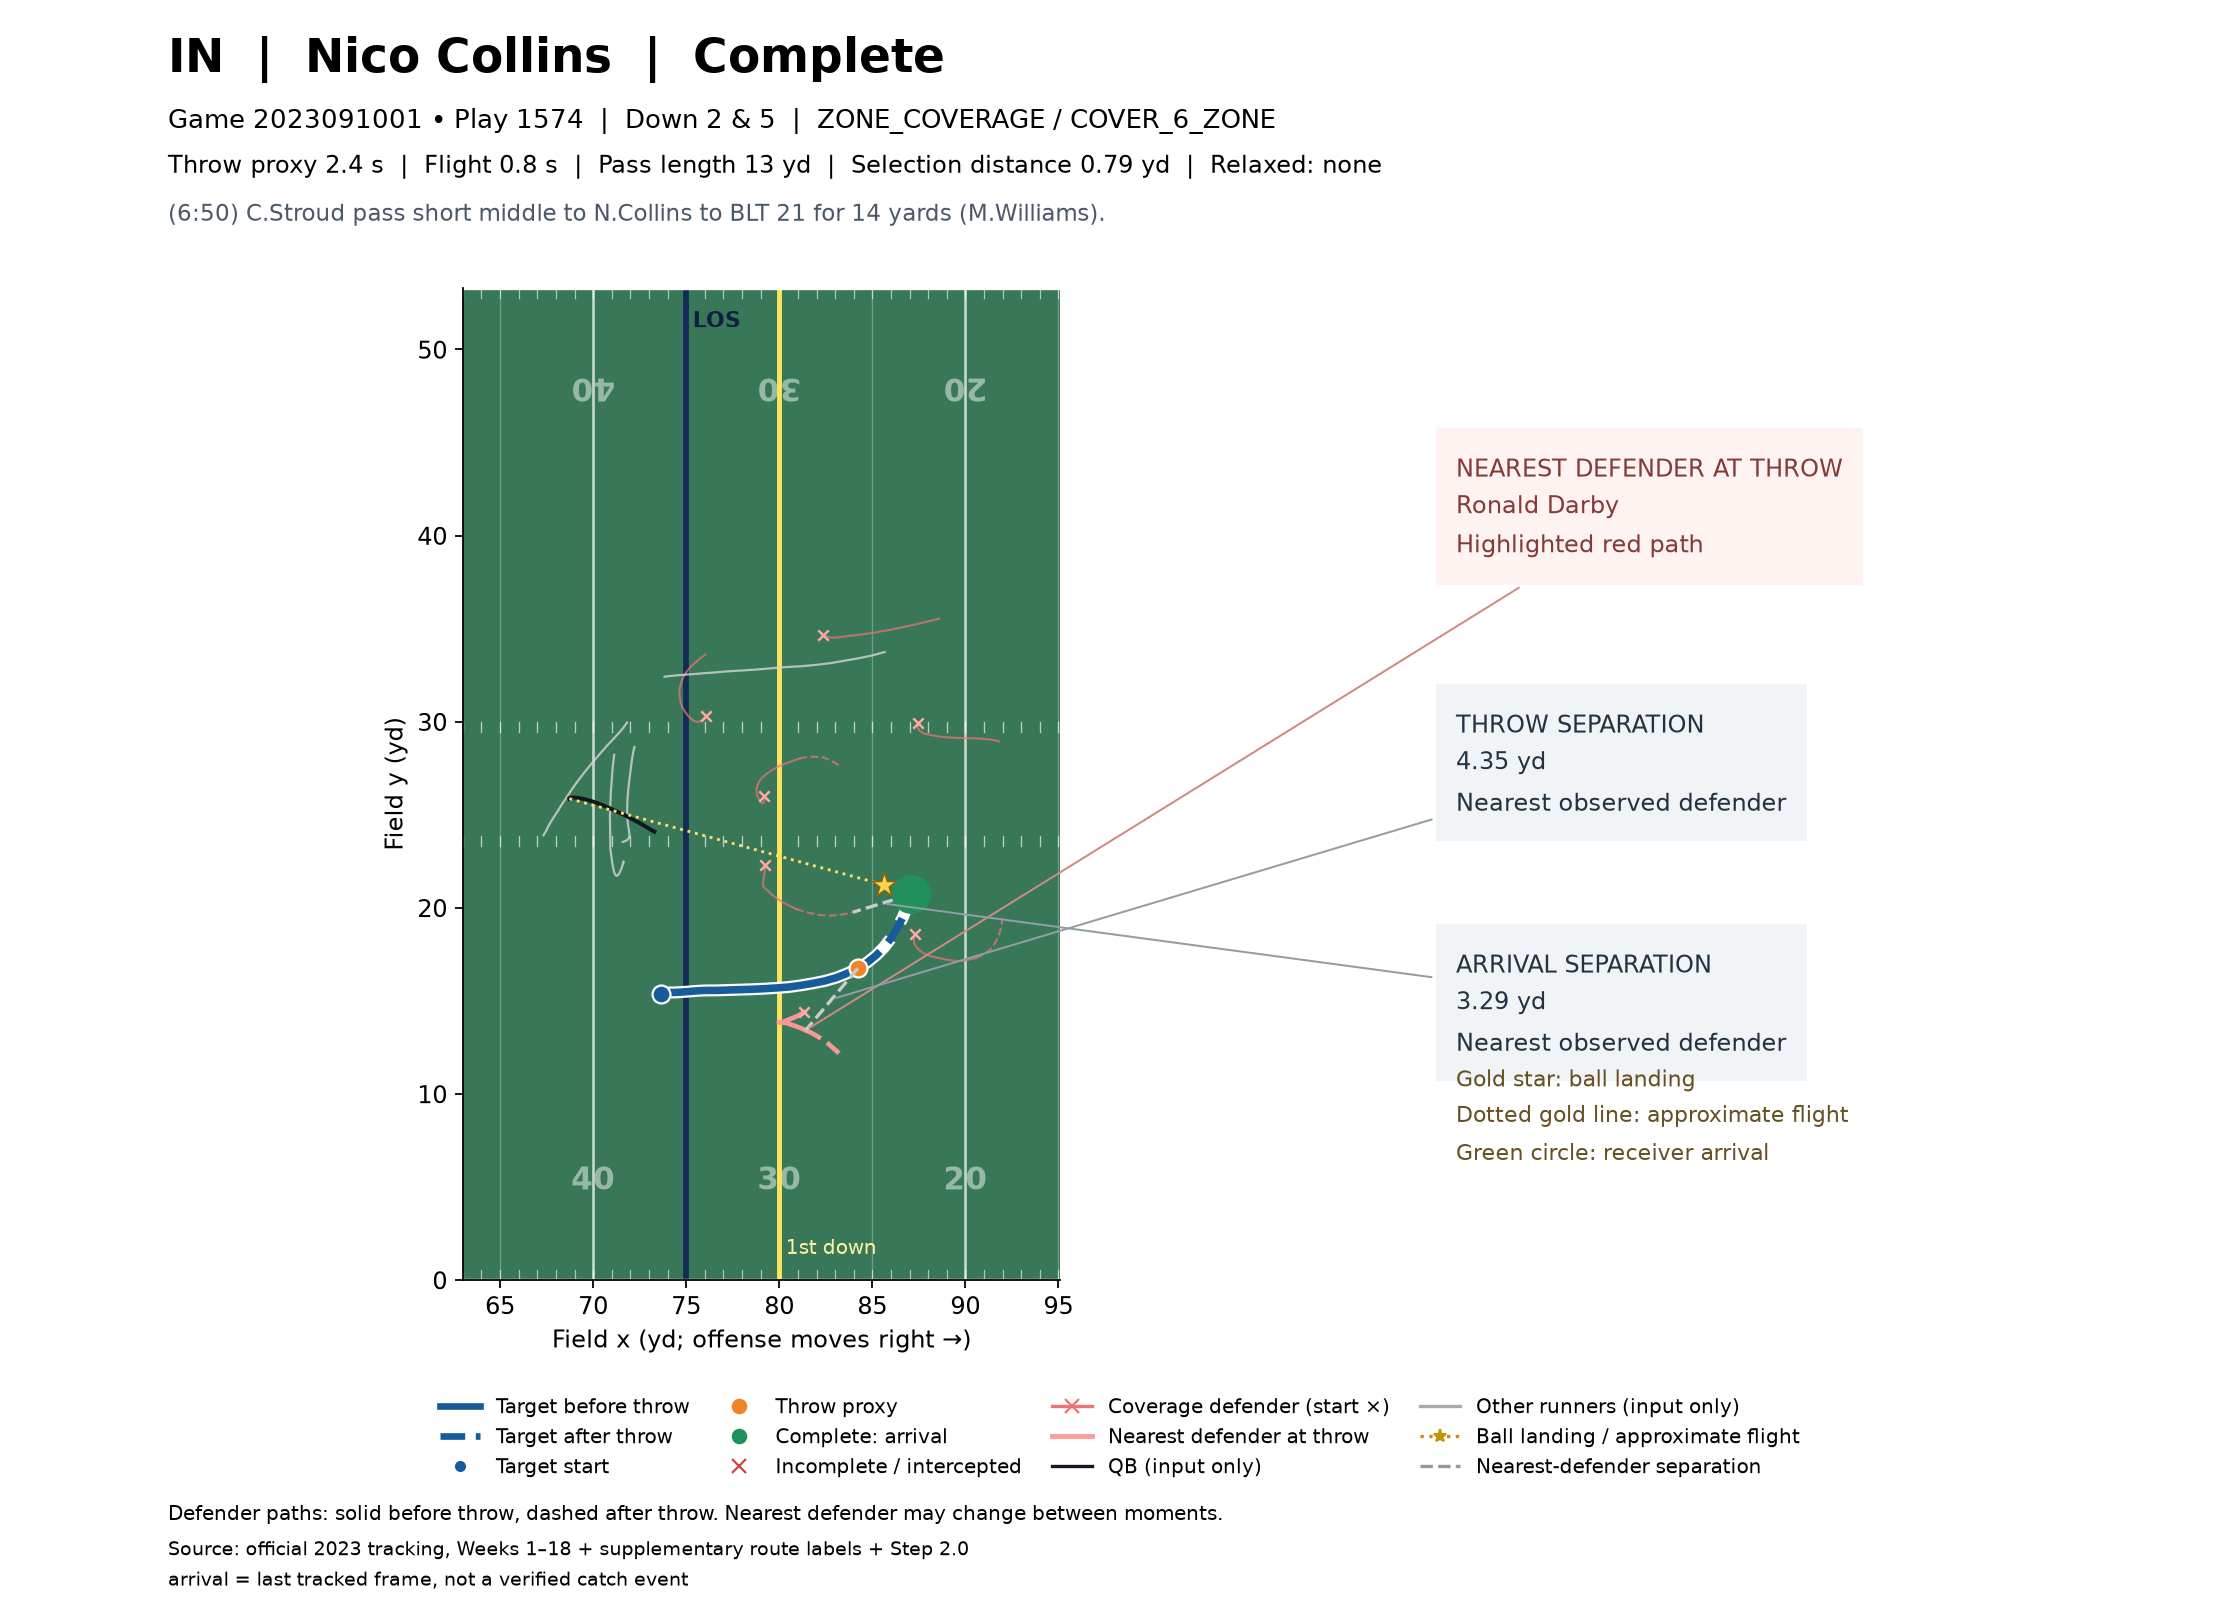 IN | Nico Collins | Complete
Game 2023091001 • Play 1574 | Down 2 & 5 | ZONE_COVERAGE / COVER_6_ZONE
Throw proxy 2.4 s | Flight 0.8 s | Pass length 13 yd | Selection distance 0.79 yd | Relaxed: none
(6:50) C.Stroud pass short middle to N.Collins to BLT 21 for 14 yards (M.Williams).
LOS
50
40 30 20
40
30
20
10
0
Field y (yd)
40 30 20
1st down
65 70 75 80 85 90 95
Field x (yd; offense moves right →)
NEAREST DEFENDER AT THROW
Ronald Darby
Highlighted red path
THROW SEPARATION
4.35 yd
Nearest observed defender
ARRIVAL SEPARATION
3.29 yd
Nearest observed defender
Gold star: ball landing
Dotted gold line: approximate flight
Green circle: receiver arrival
Target before throw
Target after throw
Target start
Throw proxy
Complete: arrival
Incomplete / intercepted
Coverage defender (start ×)
Nearest defender at throw
QB (input only)
Other runners (input only)
Ball landing / approximate flight
Nearest-defender separation
Defender paths: solid before throw, dashed after throw. Nearest defender may change between moments.
Source: official 2023 tracking, Weeks 1–18 + supplementary route labels + Step 2.0
arrival = last tracked frame, not a verified catch event